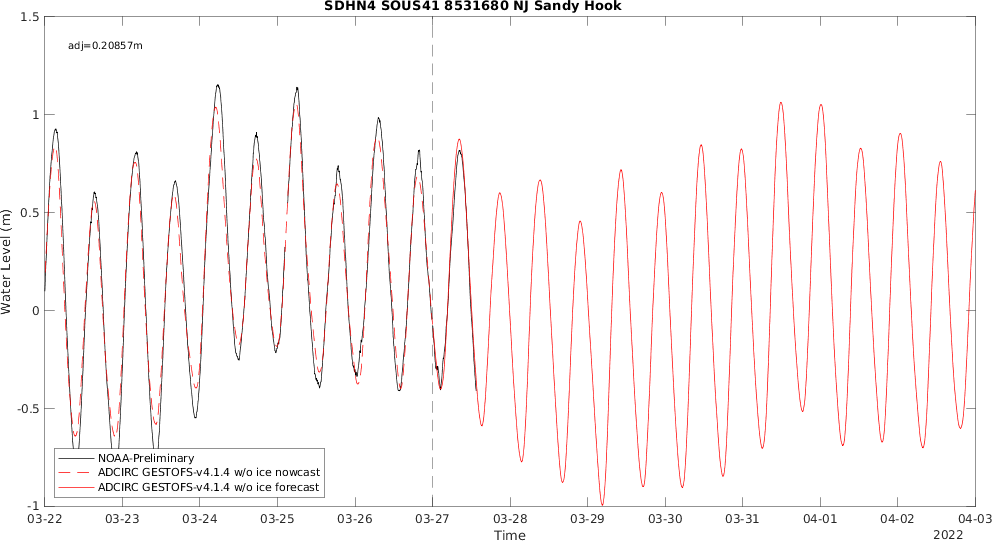 SDHN4 SOUS41 8531680 NJ Sandy Hook
adj=0.20857m
Water Level (m)
1.5
1
0.5
0
-0.5
-1
NOAA-Preliminary
ADCIRC GESTOFS-v4.1.4 w/o ice nowcast
ADCIRC GESTOFS-v4.1.4 w/o ice forecast
03-22 03-23 03-24 03-25 03-26 03-27 03-28 03-29 03-30 03-31 04-01 04-02 04-03
Time
2022